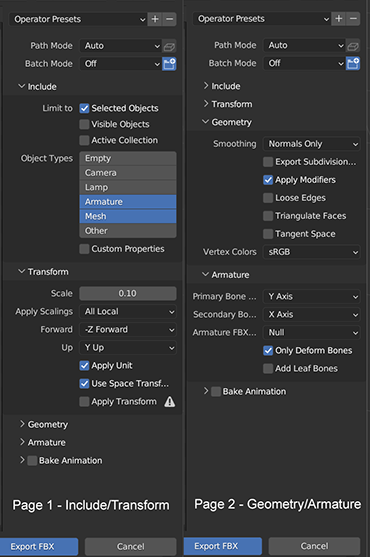 Operator Presets
Path Mode Auto
Batch Mode Off
Include
Limit to Selected Objects
Visible Objects
Active Collection
Object Types Empty
Camera
Lamp
Armature
Mesh
Other
Custom Properties
Transform
Scale 0.10
Apply Scalings All Local
Forward -Z Forward
Up Y Up
Apply Unit
Use Space Transf...
Apply Transform
Geometry
Armature
Bake Animation
Page 1 - Include/Transform
Export FBX Cancel
Operator Presets
Path Mode Auto
Batch Mode Off
Include
Transform
Geometry
Smoothing Normals Only
Export Subdivision...
Apply Modifiers
Loose Edges
Triangulate Faces
Tangent Space
Vertex Colors sRGB
Armature
Primary Bone ... Y Axis
Secondary Bo... X Axis
Armature FBX... Null
Only Deform Bones
Add Leaf Bones
Bake Animation
Page 2 - Geometry/Armature
Export FBX Cancel